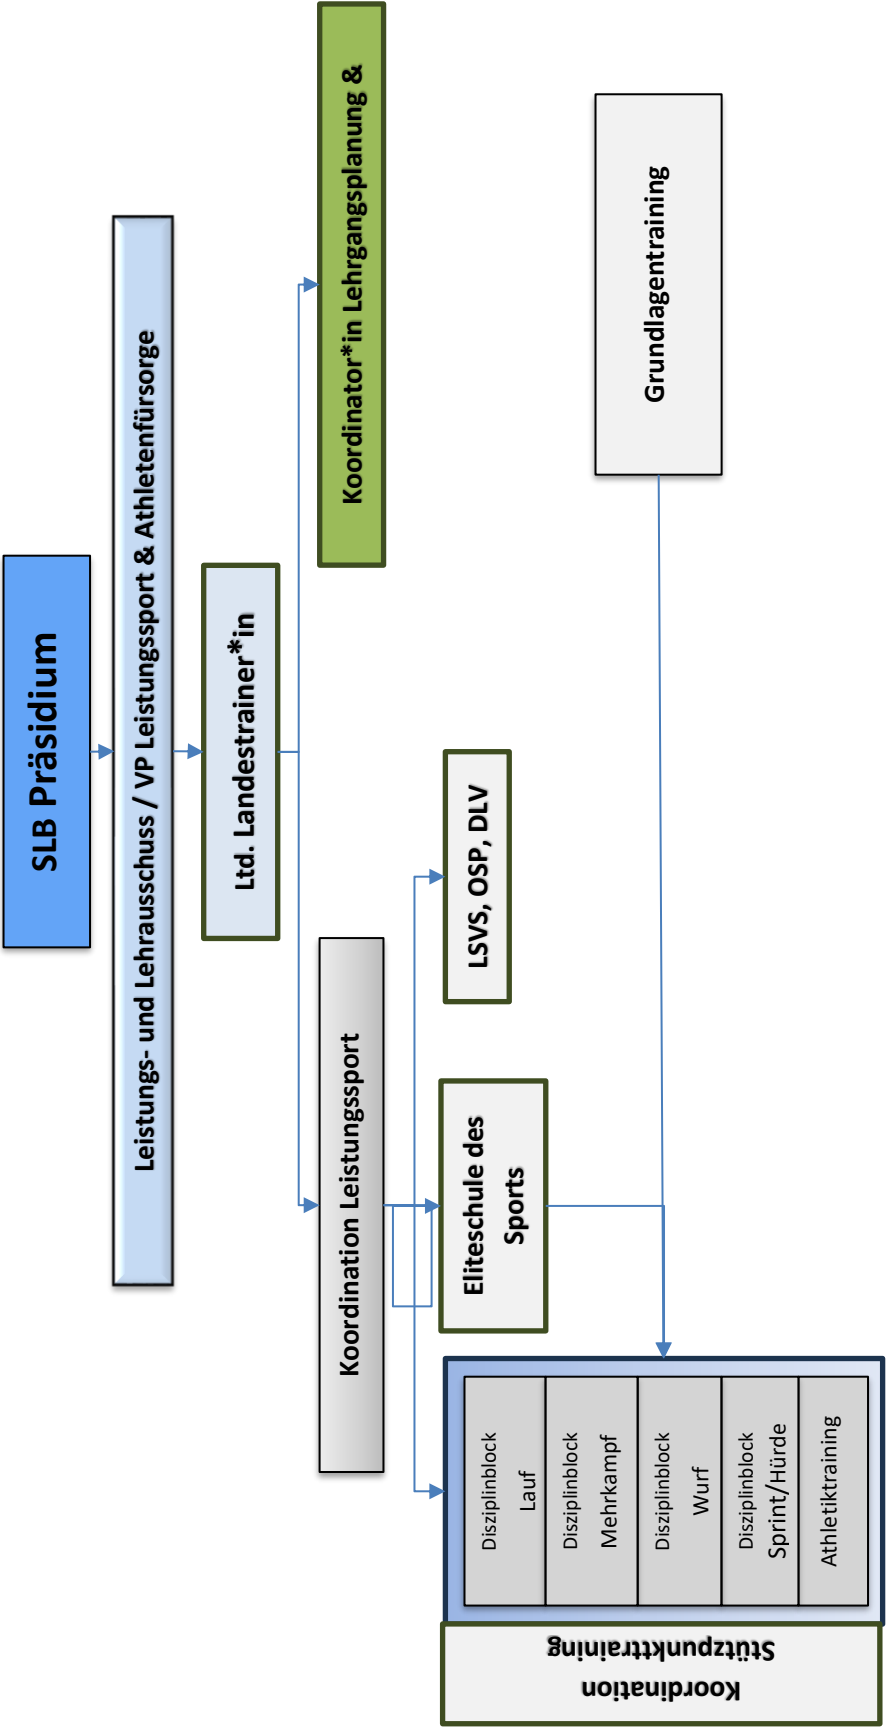 SLB Präsidium
Leistungs- und Lehrausschuss / VP Leistungssport & Athletenfürsorge
Ltd. Landestrainer*in
Koordination Leistungssport
Koordinator*in Lehrgangsplanung &
Eliteschule des
Sports
LSVS, OSP, DLV
Koordination
Stützpunkttraining
Disziplinblock
Lauf
Disziplinblock
Mehrkampf
Disziplinblock
Wurf
Disziplinblock
Sprint/Hürde
Athletiktraining
Grundlagentraining